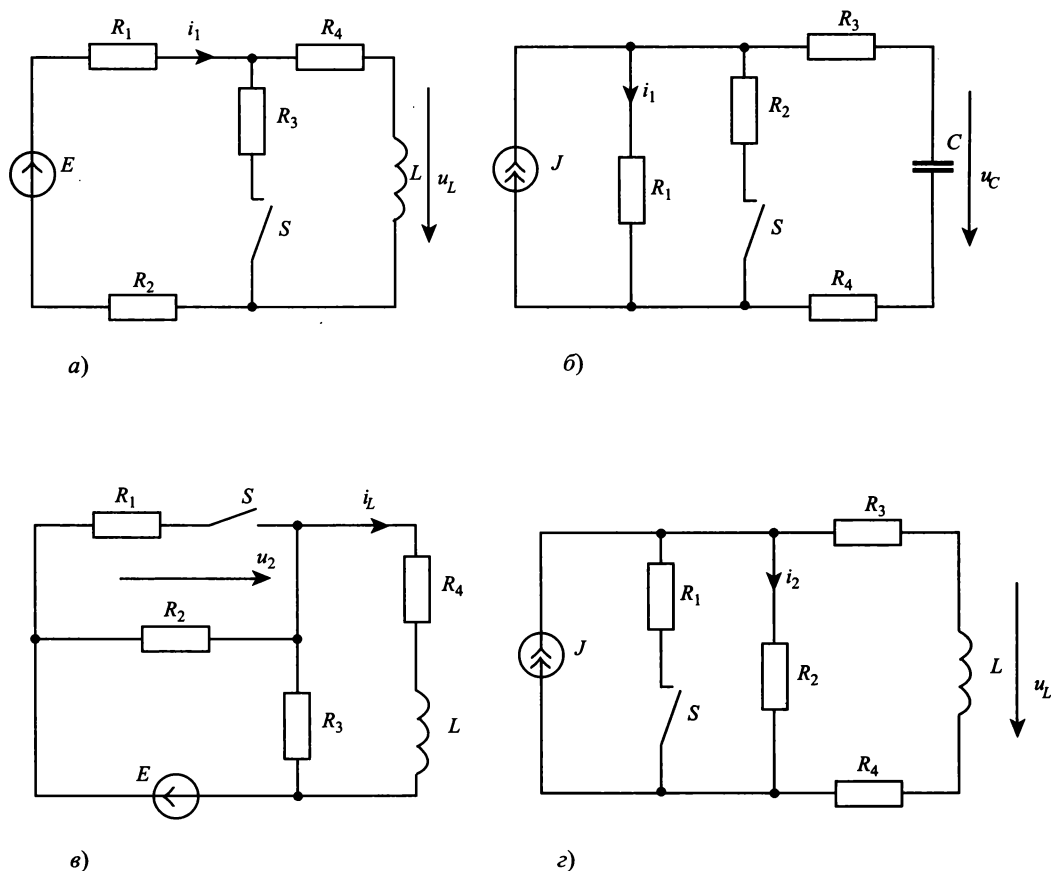 R1 i1 R4
R3
E
L uL
S
R2
а)
R3
i1 R2
J R1 C uC
S
R4
б)
R1 S iL
u2
R2 R4
R3 L
E
в)
R3
R1 i2
J R2 L uL
S
R4
г)